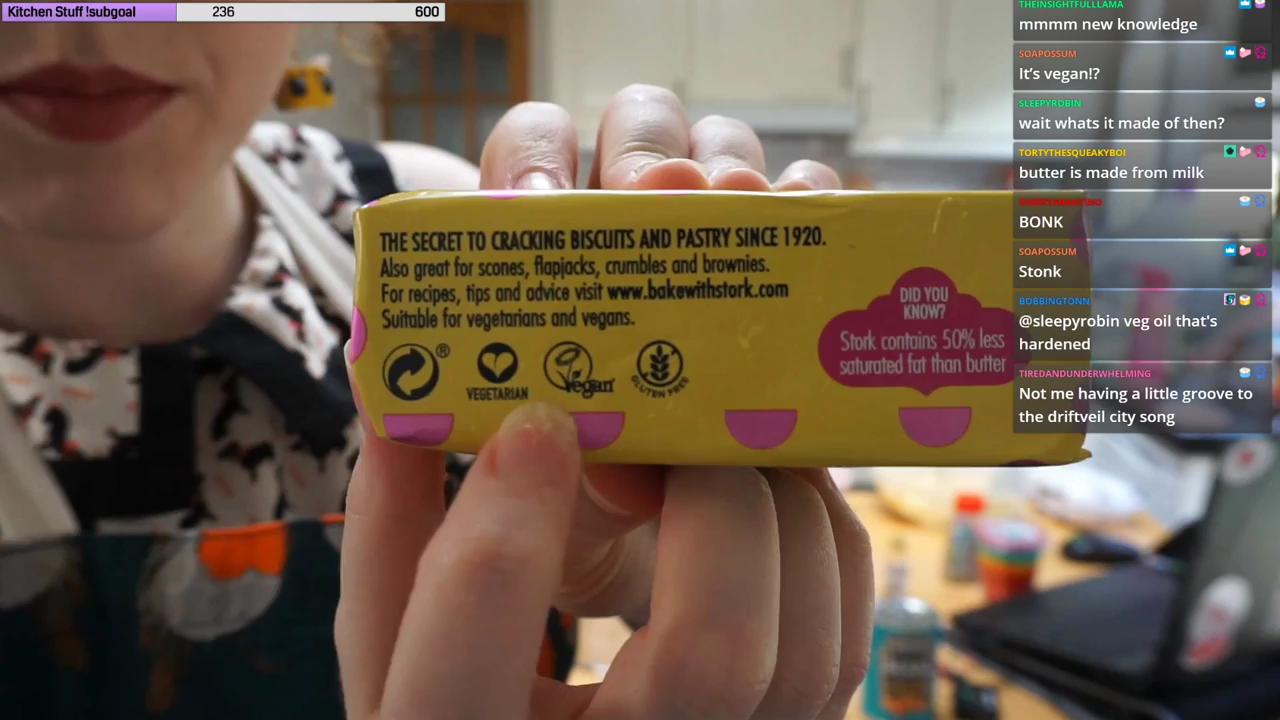 Kitchen Stuff !subgoal 236 600
THE SECRET TO CRACKING BISCUITS AND PASTRY SINCE 1920.
Also great for scones, flapjacks, crumbles and brownies.
For recipes, tips and advice visit www.bakewithstork.com
Suitable for vegetarians and vegans.
®
VEGETARIAN
Vegan
GLUTEN FREE
DID YOU
KNOW?
Stork contains 50% less
saturated fat than butter
THEINSIGHTFULLLAMA
mmmm new knowledge
SOAPOSSUM
It’s vegan!?
SLEEPYROBIN
wait whats it made of then?
TORTYTHESQUEAKYBOI
butter is made from milk
BONK
SOAPOSSUM
Stonk
BOBBINGTONN
@sleepyrobin veg oil that's
hardened
TIREDANDUNDERWHELMING
Not me having a little groove to
the driftveil city song